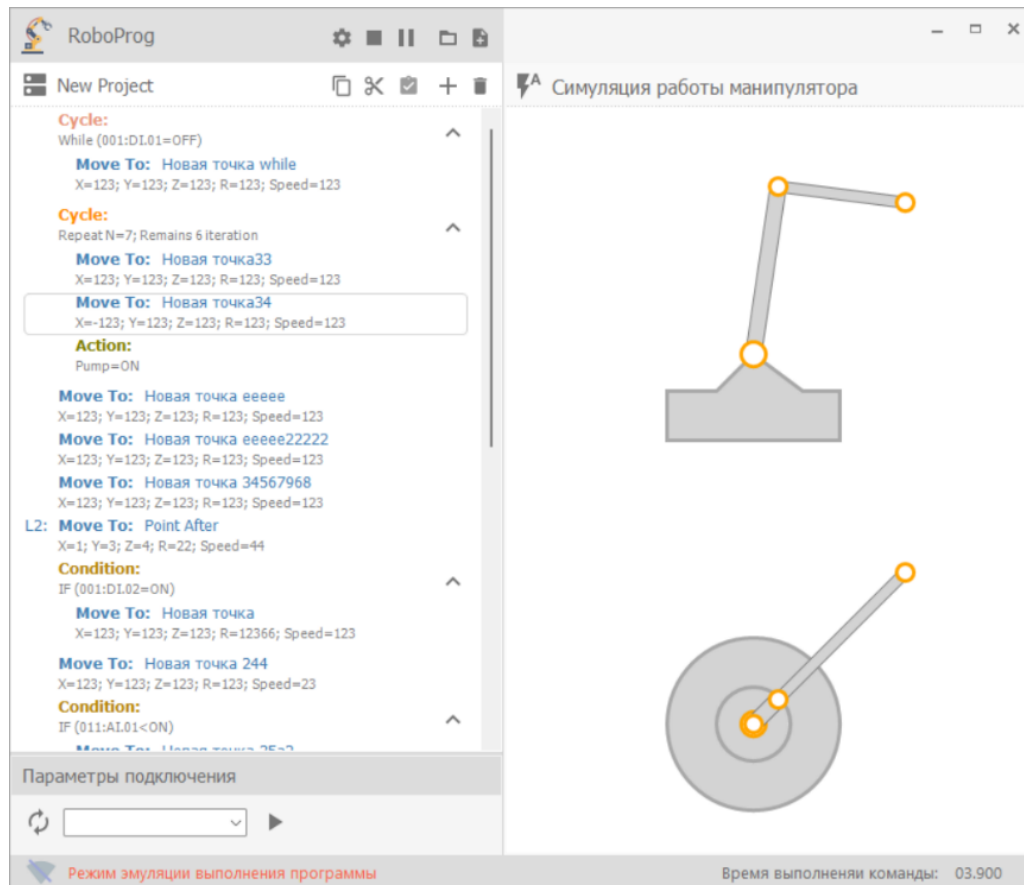 RoboProg
New Project
Симуляция работы манипулятора
Cycle:
While (001:DI.01=OFF)
Move To: Новая точка while
X=123; Y=123; Z=123; R=123; Speed=123
Cycle:
Repeat N=7; Remains 6 iteration
Move To: Новая точка33
X=123; Y=123; Z=123; R=123; Speed=123
Move To: Новая точка34
X=-123; Y=123; Z=123; R=123; Speed=123
Action:
Pump=ON
Move To: Новая точка eeeee
X=123; Y=123; Z=123; R=123; Speed=123
Move To: Новая точка eeeee22222
X=123; Y=123; Z=123; R=123; Speed=123
Move To: Новая точка 34567968
X=123; Y=123; Z=123; R=123; Speed=123
L2: Move To: Point After
X=1; Y=3; Z=4; R=22; Speed=44
Condition:
IF (001:DI.02=ON)
Move To: Новая точка
X=123; Y=123; Z=123; R=12366; Speed=123
Move To: Новая точка 244
X=123; Y=123; Z=123; R=123; Speed=23
Condition:
IF (011:AI.01<ON)
Move To: Новая точка
Параметры подключения
Режим эмуляции выполнения программы
Время выполненяи команды: 03.900